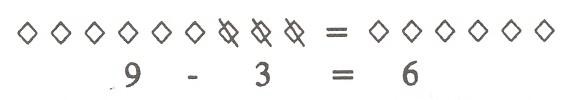 ◇ ◇ ◇ ◇ ◇ ◇ ◇ ◇ ◇ = ◇ ◇ ◇ ◇ ◇ ◇
9 - 3 = 6